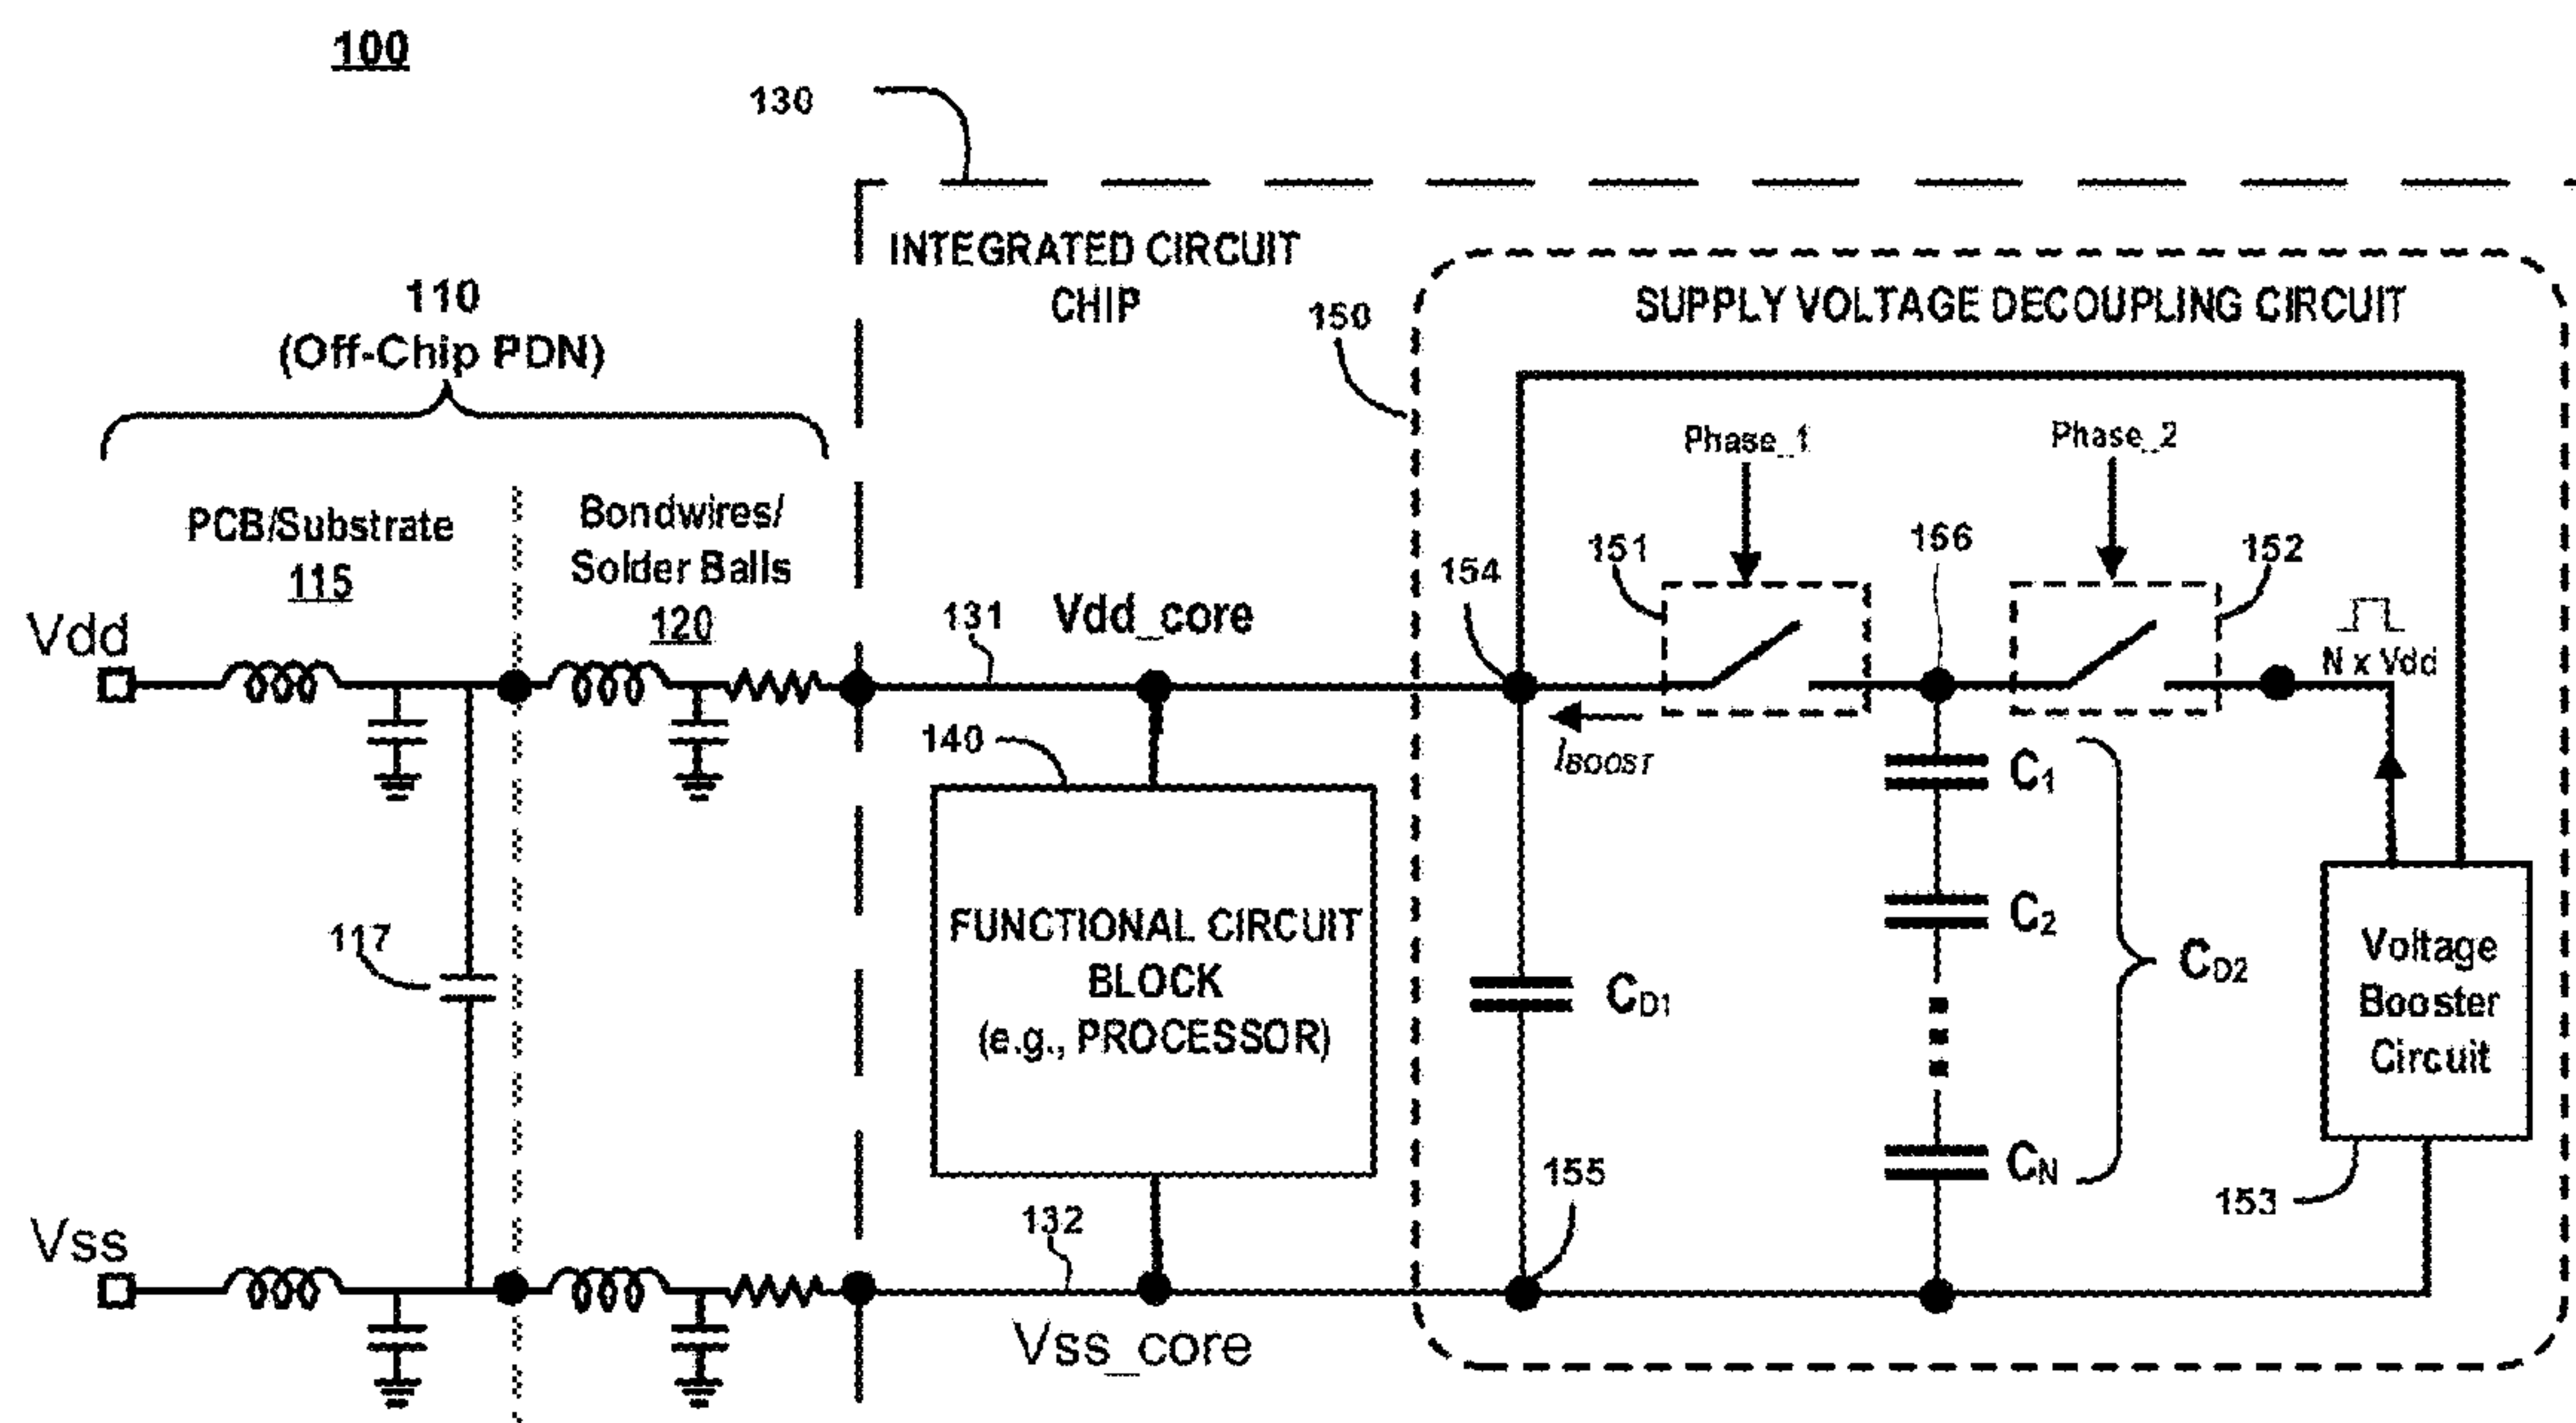 100
130
INTEGRATED CIRCUIT
CHIP
110
(Off-Chip PDN)
150
SUPPLY VOLTAGE DECOUPLING CIRCUIT
Phase_1
Phase_2
PCB/Substrate
115
Bondwires/
Solder Balls
120
154
151
156
152
Vdd
131
Vdd_core
N x Vdd
140
IBOOST
C1
117
FUNCTIONAL CIRCUIT
BLOCK
(e.g., PROCESSOR)
CD1
C2
CD2
Voltage
Booster
Circuit
CN
155
153
132
Vss
Vss_core